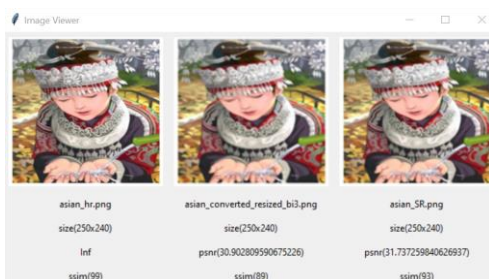 Image Viewer
asian_hr.png
asian_converted_resized_bi3.png
asian_SR.png
size(250x240)
size(250x240)
size(250x240)
Inf
psnr(30.902809590675226)
psnr(31.737259840626937)
ssim(99)
ssim(89)
ssim(93)